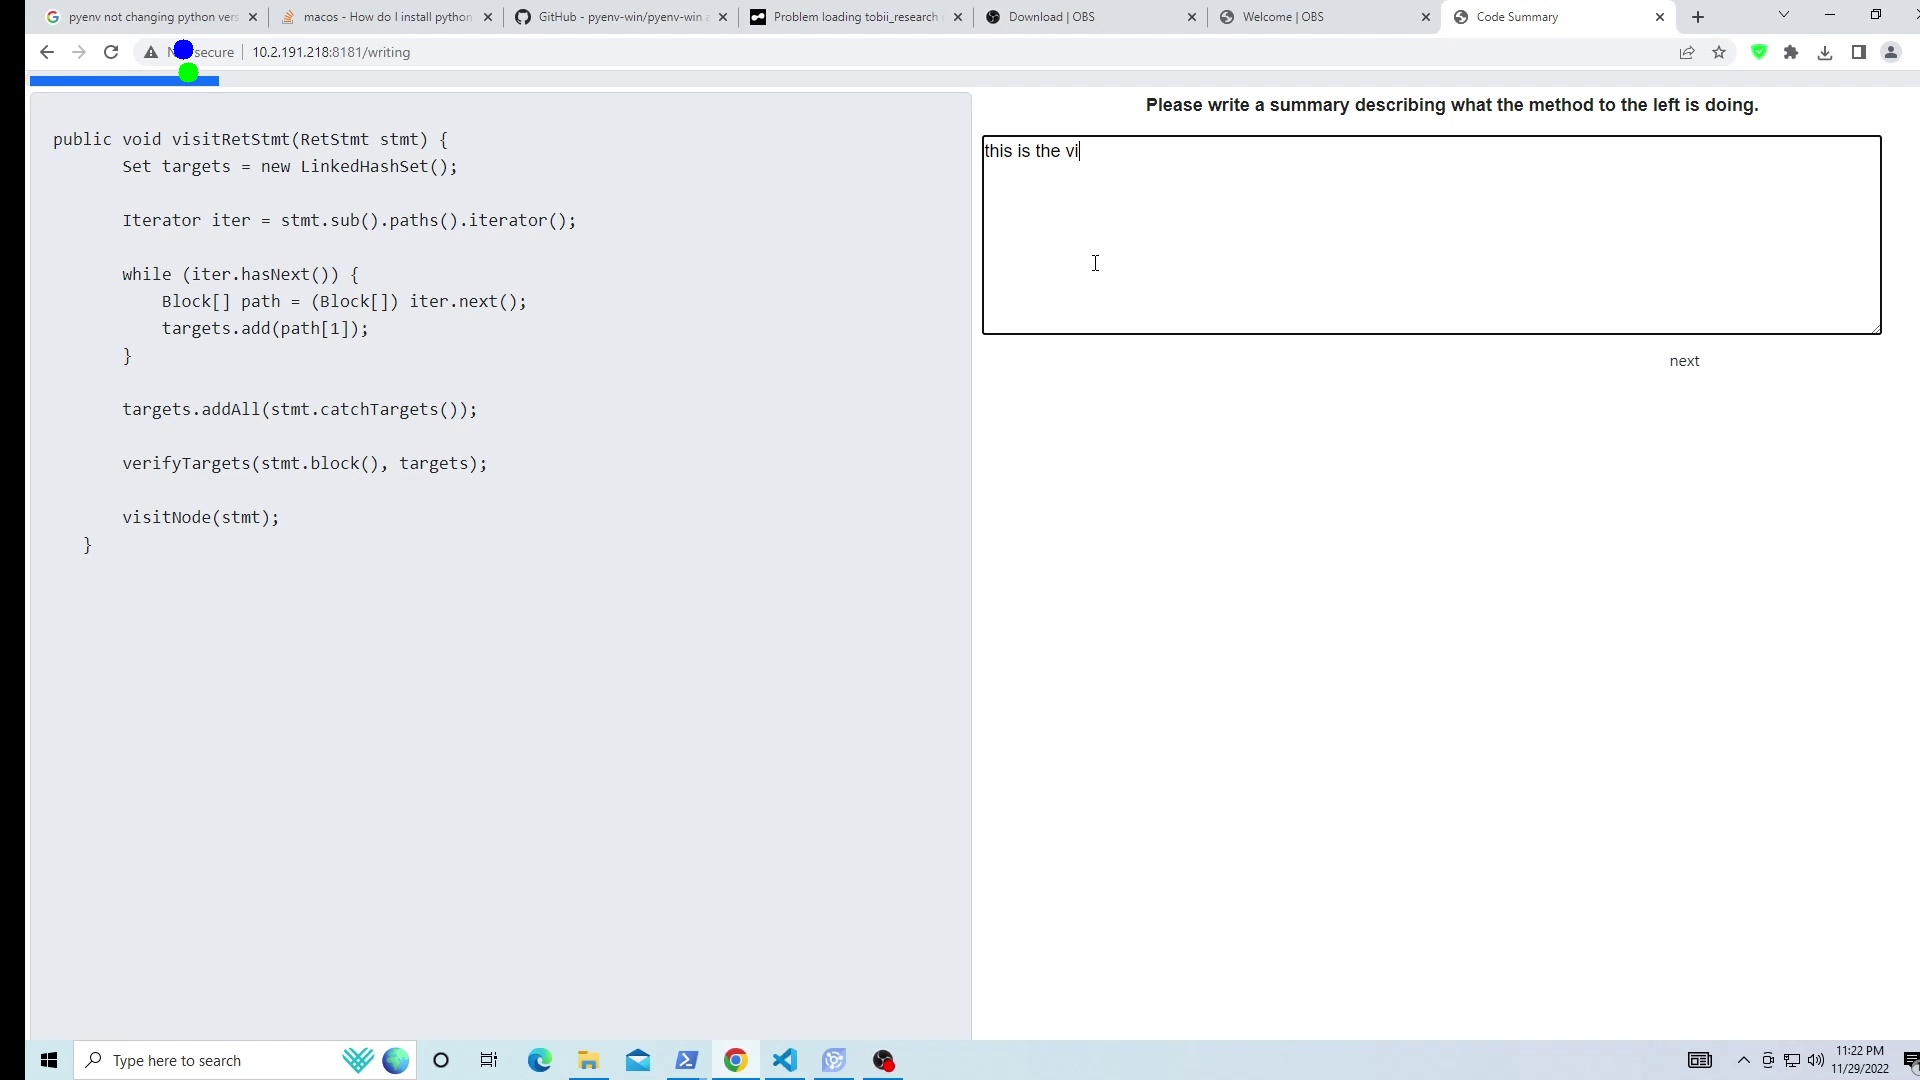 pyenv not changing python vers
macos - How do I install python
GitHub - pyenv-win/pyenv-win
Problem loading tobii_research
Download | OBS
Welcome | OBS
Code Summary
secure
10.2.191.218:8181/writing
Please write a summary describing what the method to the left is doing.
public void visitRetStmt(RetStmt stmt) {
Set targets = new LinkedHashSet();
Iterator iter = stmt.sub().paths().iterator();
while (iter.hasNext()) {
Block[] path = (Block[]) iter.next();
targets.add(path[1]);
}
targets.addAll(stmt.catchTargets());
verifyTargets(stmt.block(), targets);
visitNode(stmt);
}
this is the vi
next
Type here to search
11:22 PM
11/29/2022